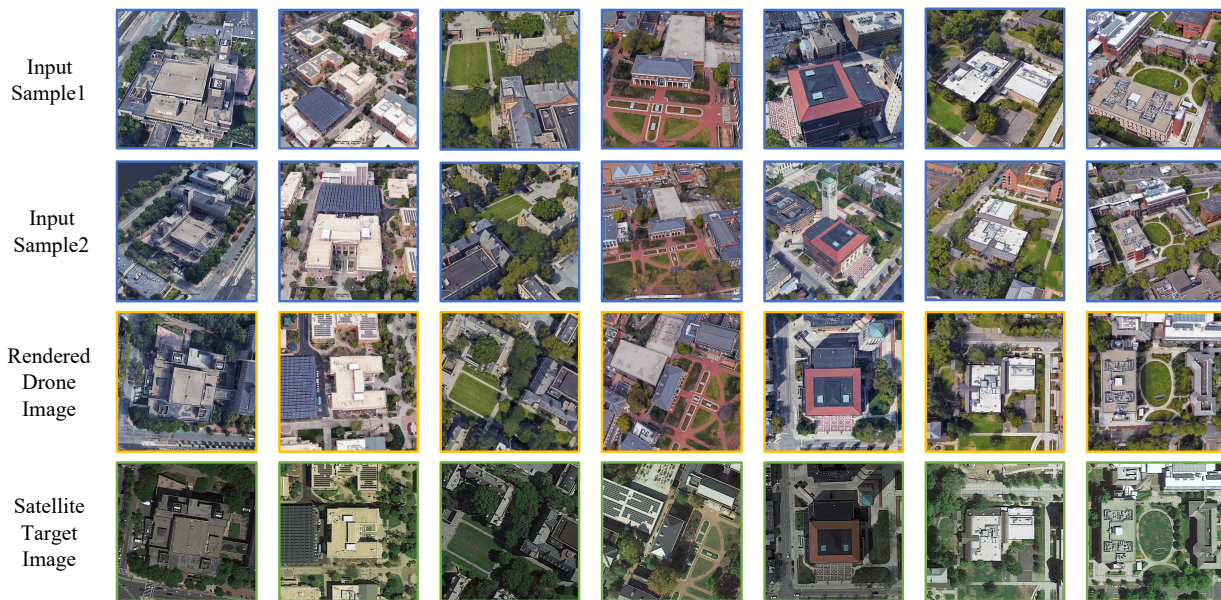 Input
Sample1
Input
Sample2
Rendered
Drone
Image
Satellite
Target
Image